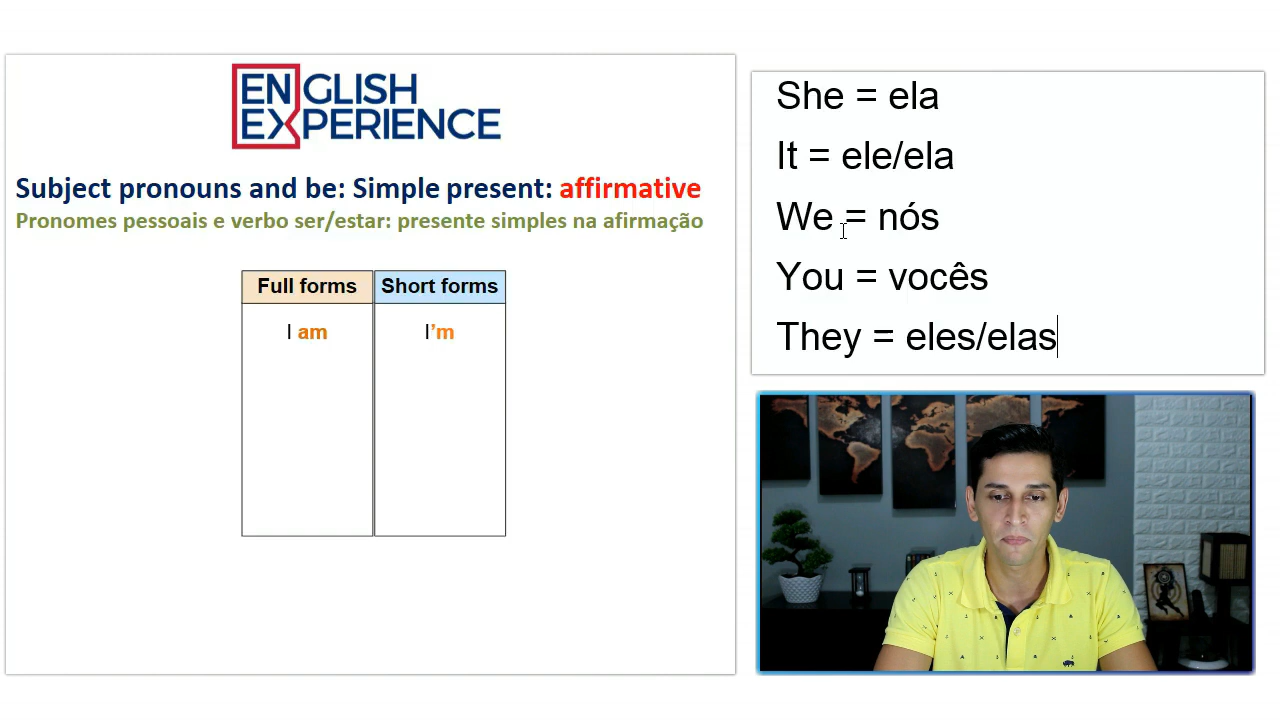 ENGLISH
EXPERIENCE
Subject pronouns and be: Simple present: affirmative
Pronomes pessoais e verbo ser/estar: presente simples na afirmação
Full forms Short forms
I am I’m
She = ela
It = ele/ela
We = nós
You = vocês
They = eles/elas